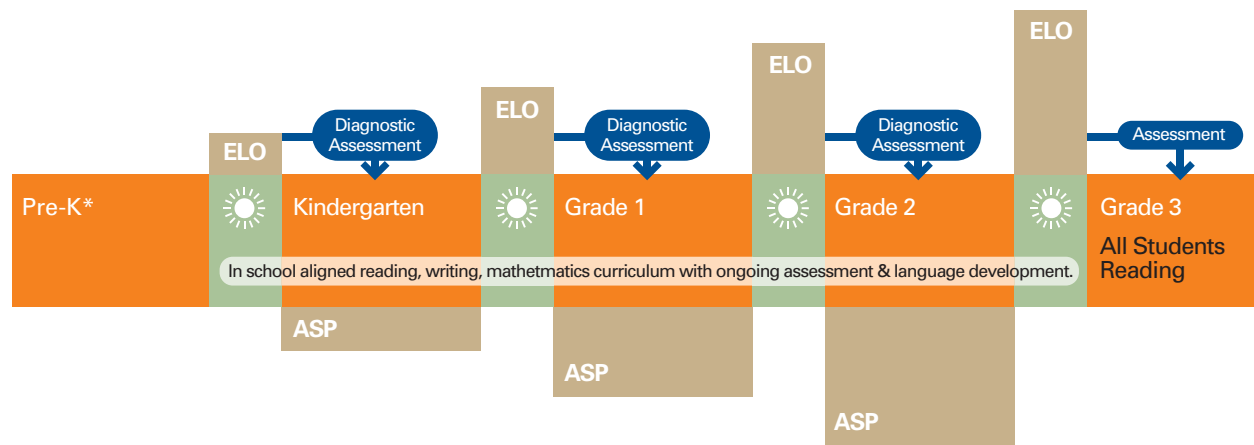 ELO
ELO
ELO
ELO
Diagnostic
Assessment
Diagnostic
Assessment
Diagnostic
Assessment
Assessment
Pre-K*
Kindergarten
Grade 1
Grade 2
Grade 3
All Students
Reading
In school aligned reading, writing, mathetmatics curriculum with ongoing assessment & language development.
ASP
ASP
ASP